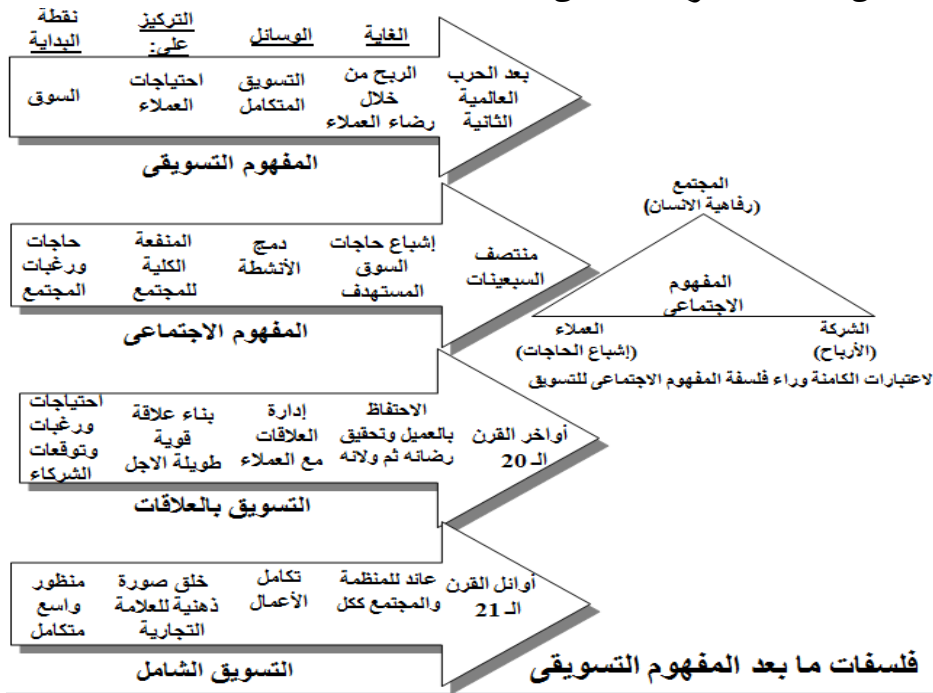 نقطة
البداية
التركيز
على:
الوسائل
الغاية
السوق
احتياجات
العملاء
التسويق
المتكامل
الربح من
خلال
رضاء العملاء
بعد الحرب
العالمية
الثانية
المفهوم التسويقى
حاجات
ورغبات
المجتمع
المنفعة
الكلية
للمجتمع
دمج
الأنشطة
إشباع حاجات
السوق
المستهدف
منتصف
السبعينات
المفهوم الاجتماعى
المجتمع
(رفاهية الانسان)
المفهوم
الاجتماعى
العملاء
(إشباع الحاجات)
الشركة
(الأرباح)
لاعتبارات الكامنة وراء فلسفة المفهوم الاجتماعى للتسويق
احتياجات
ورغبات
وتوقعات
الشركاء
بناء علاقة
قوية
طويلة الاجل
إدارة
العلاقات
مع العملاء
الاحتفاظ
بالعميل وتحقيق
رضائه ثم ولائه
أواخر القرن
الـ 20
التسويق بالعلاقات
منظور
واسع
متكامل
خلق صورة
ذهنية للعلامة
التجارية
تكامل
الأعمال
عائد للمنظمة
والمجتمع ككل
أوائل القرن
الـ 21
التسويق الشامل
فلسفات ما بعد المفهوم التسويقى